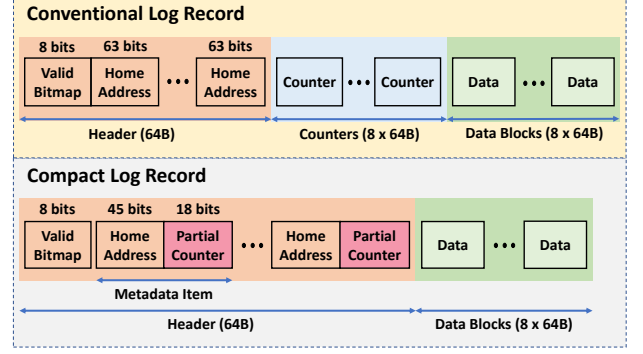 Conventional Log Record
8 bits 63 bits 63 bits
Valid Bitmap Home Address ••• Home Address Counter ••• Counter Data ••• Data
Header (64B) Counters (8 x 64B) Data Blocks (8 x 64B)
Compact Log Record
8 bits 45 bits 18 bits
Valid Bitmap Home Address Partial Counter ••• Home Address Partial Counter Data ••• Data
Metadata Item
Header (64B) Data Blocks (8 x 64B)